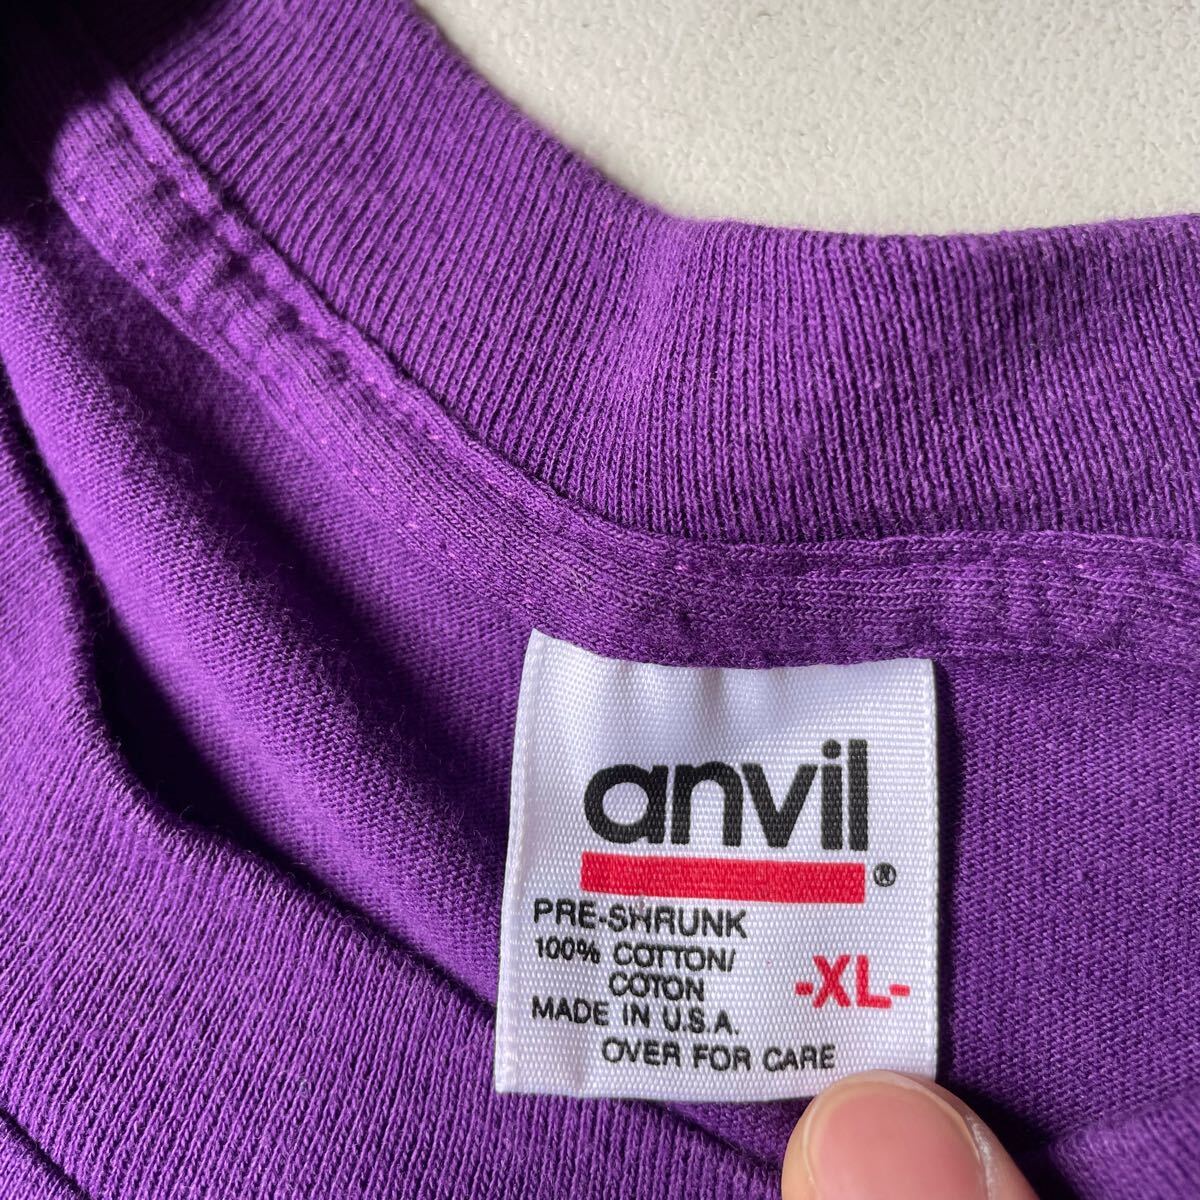 anvil®
PRE-SHRUNK
100% COTTON/
COTON
-XL-
MADE IN U.S.A.
OVER FOR CARE